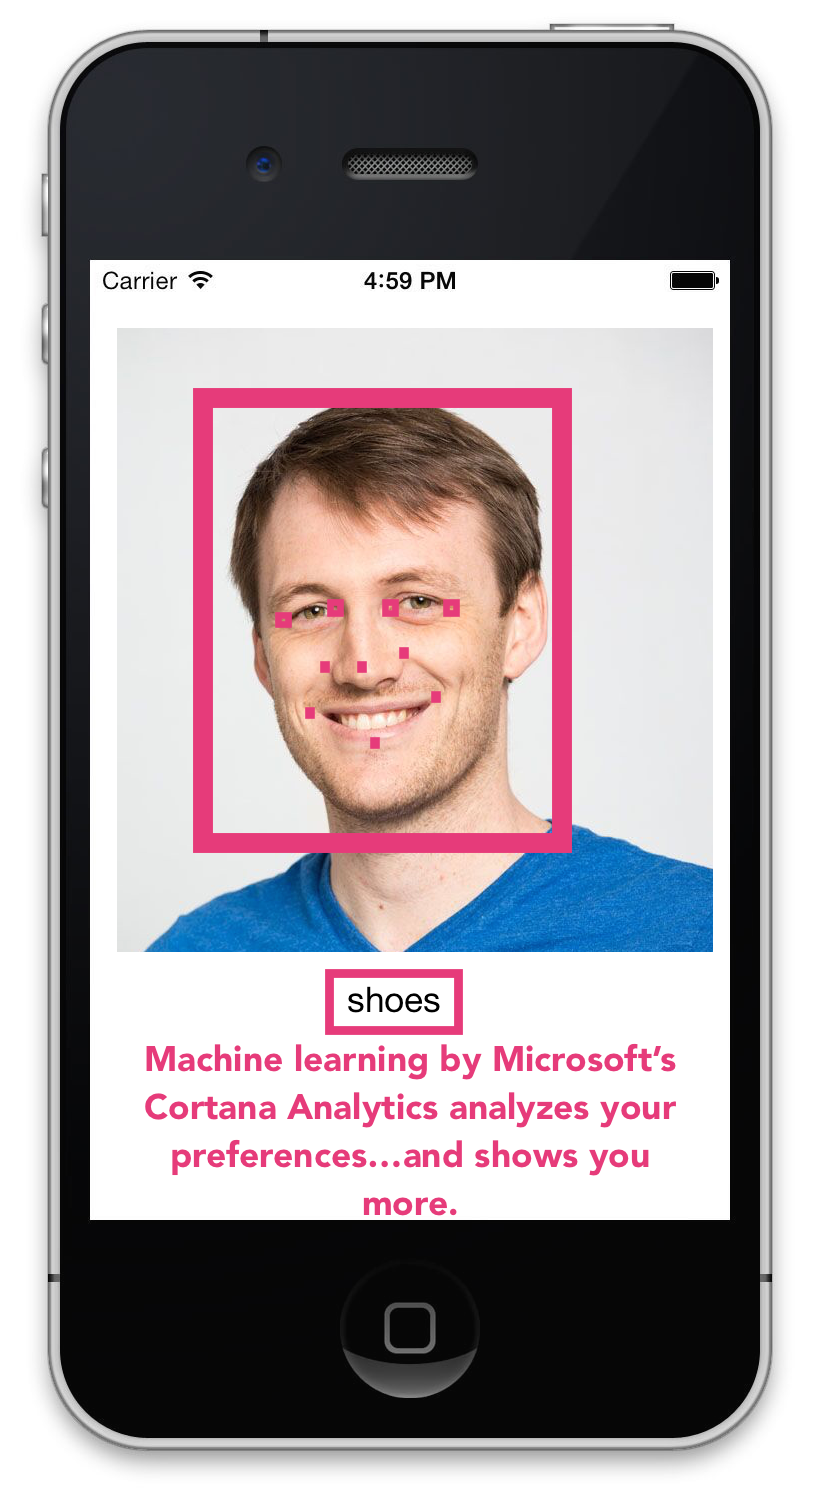 Carrier 4:59 PM
shoes
Machine learning by Microsoft’s
Cortana Analytics analyzes your
preferences...and shows you
more.